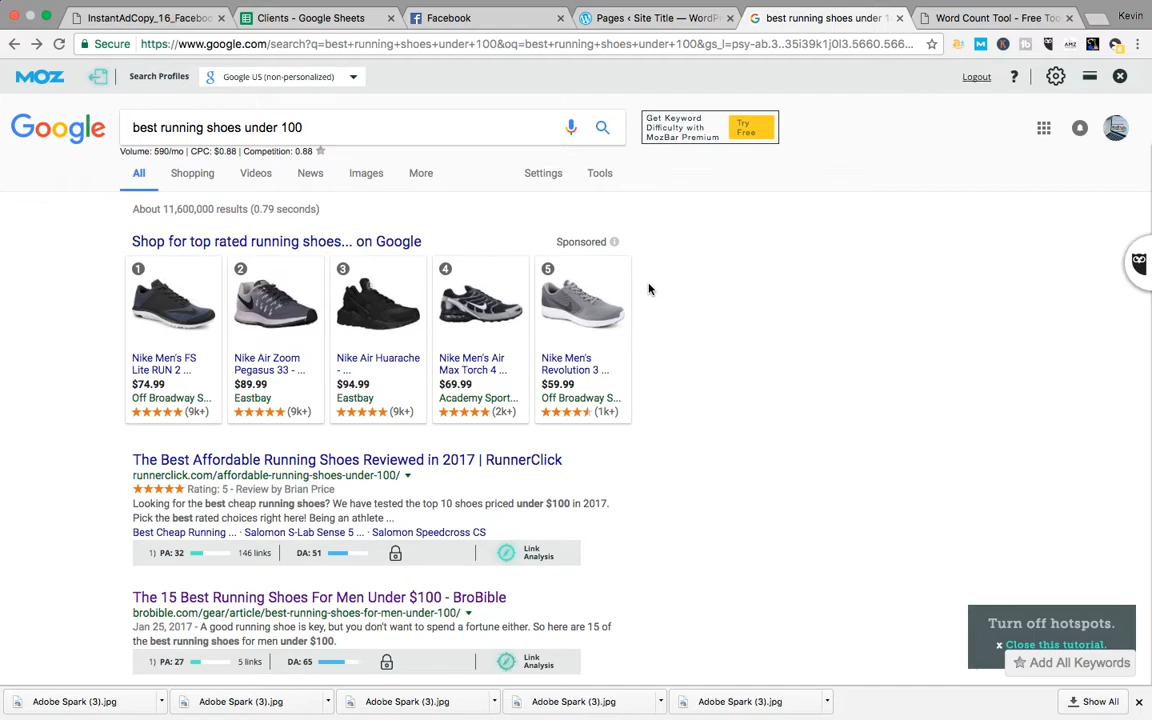 InstantAdCopy_16_Faceboo
Clients - Google Sheets
Facebook
Pages ‹ Site Title — WordPr
best running shoes under 1
Word Count Tool - Free Too
Kevin
Secure https://www.google.com/search?q=best+running+shoes+under+100&oq=best+running+shoes+under+100&gs_l=psy-ab.3..35i39k1j0l3.5660.566...
MOZ
Search Profiles
Google US (non-personalized)
Logout
?
Google
best running shoes under 100
Get Keyword
Difficulty with
MozBar Premium
Try
Free
Volume: 590/mo | CPC: $0.88 | Competition: 0.88
All Shopping Videos News Images More Settings Tools
About 11,600,000 results (0.79 seconds)
Shop for top rated running shoes... on Google
Sponsored
1 2 3 4 5
Nike Men's FS
Lite RUN 2 ...
$74.99
Off Broadway S...
(9k+)
Nike Air Zoom
Pegasus 33 - ...
$89.99
Eastbay
(9k+)
Nike Air Huarache
- ...
$94.99
Eastbay
(9k+)
Nike Men's Air
Max Torch 4 ...
$69.99
Academy Sport...
(2k+)
Nike Men's
Revolution 3 ...
$59.99
Off Broadway S...
(1k+)
The Best Affordable Running Shoes Reviewed in 2017 | RunnerClick
runnerclick.com/affordable-running-shoes-under-100/
Rating: 5 - Review by Brian Price
Looking for the best cheap running shoes? We have tested the top 10 shoes priced under $100 in 2017.
Pick the best rated choices right here! Being an athlete ...
Best Cheap Running ... · Salomon S-Lab Sense 5 ... · Salomon Speedcross CS
1) PA: 32 146 links DA: 51 Link Analysis
The 15 Best Running Shoes For Men Under $100 - BroBible
brobible.com/gear/article/best-running-shoes-for-men-under-100/
Jan 25, 2017 - A good running shoe is key, but you don't want to spend a fortune either. So here are 15 of
the best running shoes for men under $100.
1) PA: 27 5 links DA: 65 Link Analysis
Turn off hotspots.
x Close this tutorial.
Add All Keywords
Adobe Spark (3).jpg
Adobe Spark (3).jpg
Adobe Spark (3).jpg
Adobe Spark (3).jpg
Adobe Spark (3).jpg
Show All